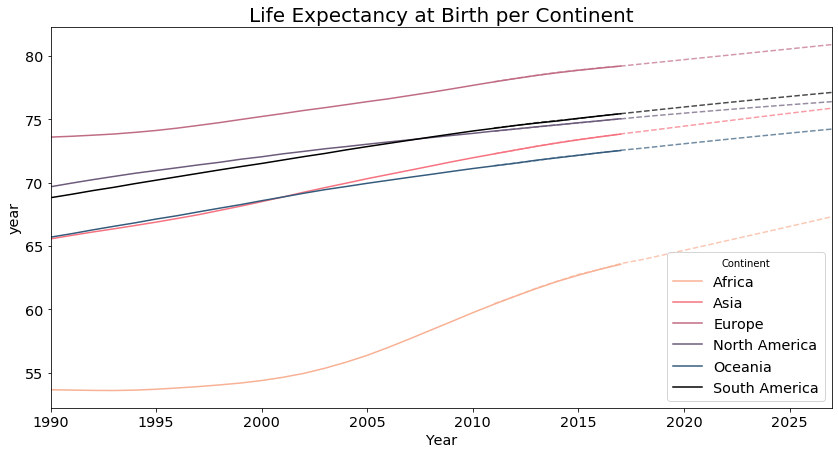 Life Expectancy at Birth per Continent
year
80
75
70
65
60
55
Continent
Africa
Asia
Europe
North America
Oceania
South America
1990 1995 2000 2005 2010 2015 2020 2025
Year